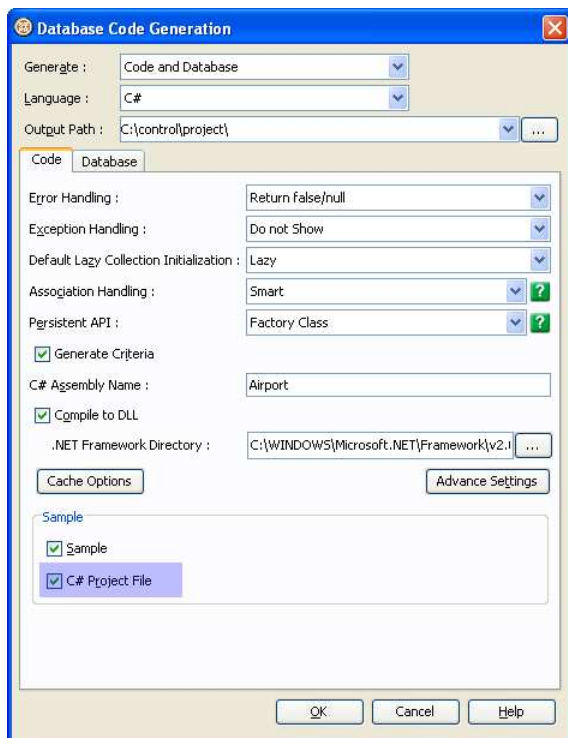 Database Code Generation
Generate : Code and Database
Language : C#
Output Path : C:\control\project\ ...
Code Database
Error Handling : Return false/null
Exception Handling : Do not Show
Default Lazy Collection Initialization : Lazy
Association Handling : Smart ?
Persistent API : Factory Class ?
Generate Criteria
C# Assembly Name : Airport
Compile to DLL
.NET Framework Directory : C:\WINDOWS\Microsoft.NET\Framework\v2. ...
Cache Options Advance Settings
Sample
Sample
C# Project File
OK Cancel Help